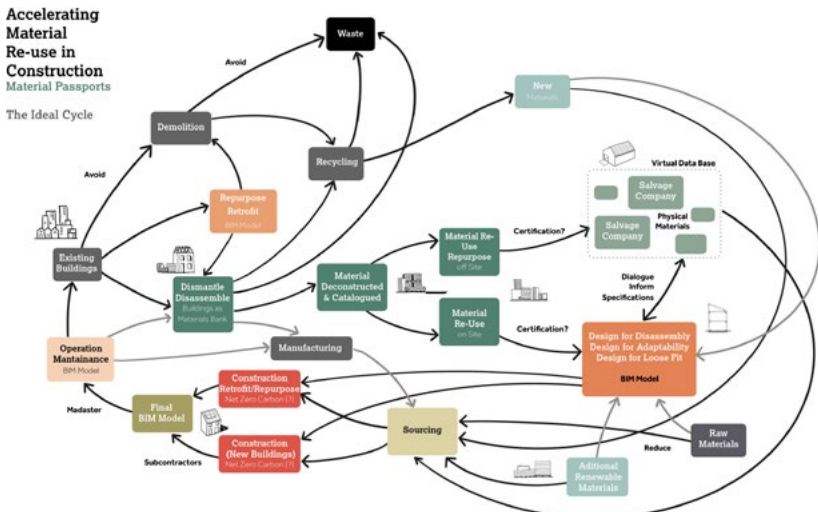 Accelerating
Material
Re-use in
Construction
Material Passports
The Ideal Cycle
Waste
Avoid
New
Materials
Demolition
Recycling
Virtual Data Base
Salvage
Company
Physical
Materials
Salvage
Company
Avoid
Repurpose
Retrofit
BIM Model
Material Re-
Use Repurpose
off Site
Certification?
Existing
Buildings
Dismantle
Disassemble
Buildings as
Materials Bank
Material
Deconstructed
& Catalogued
Dialogue
Inform
Specifications
Material
Re-Use
on Site
Certification?
Design for Disassembly
Design for Adaptability
Design for Loose Fit
BIM Model
Operation
Mantainance
BIM Model
Manufacturing
Construction
Retrofit/Repurpose
Net Zero Carbon (?)
Madaster
Final
BIM Model
Sourcing
Construction
(New Buildings)
Net Zero Carbon (?)
Subcontractors
Raw
Materials
Reduce
Aditional
Renewable
Materials